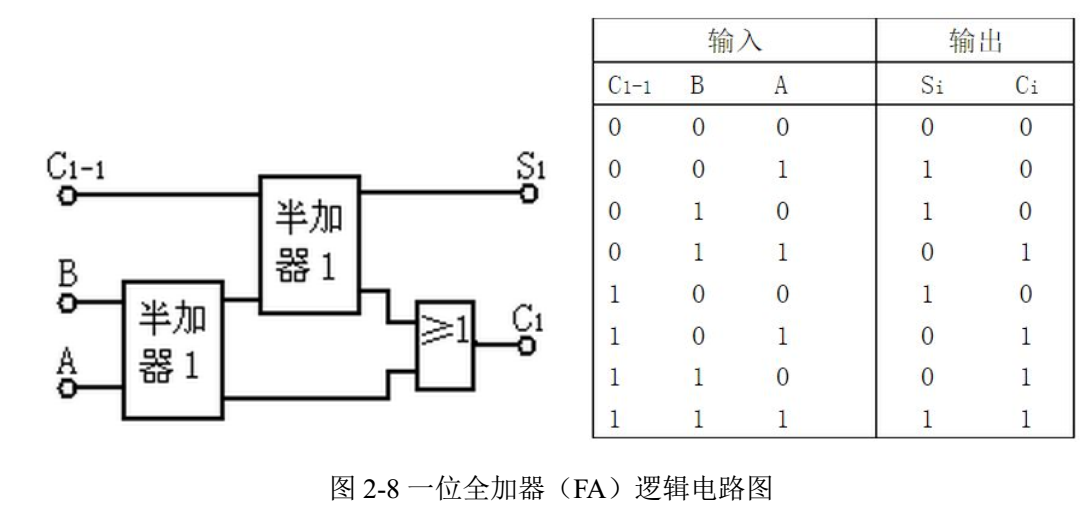 C1-1
S1
半加
器 1
B
半加
器 1
A
≥1
C1
输入 输出
C1-1 B A Si Ci
0 0 0 0 0
0 0 1 1 0
0 1 0 1 0
0 1 1 0 1
1 0 0 1 0
1 0 1 0 1
1 1 0 0 1
1 1 1 1 1
图 2-8 一位全加器（FA）逻辑电路图